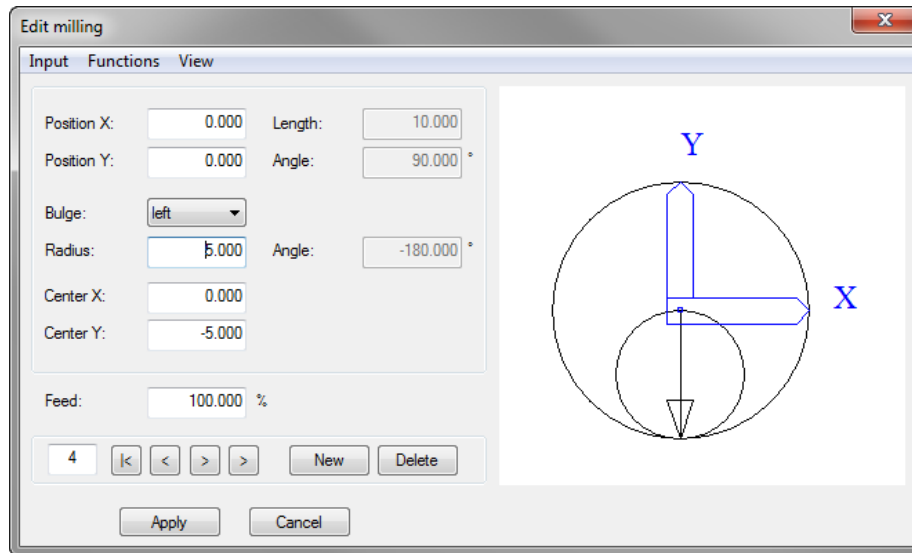 Edit milling
x
Input Functions View
Position X: 0.000 Length: 10.000
Position Y: 0.000 Angle: 90.000 °
Bulge: left
Radius: 5.000 Angle: -180.000 °
Center X: 0.000
Center Y: -5.000
Feed: 100.000 %
4 |< < > > New Delete
Apply Cancel
Y
X